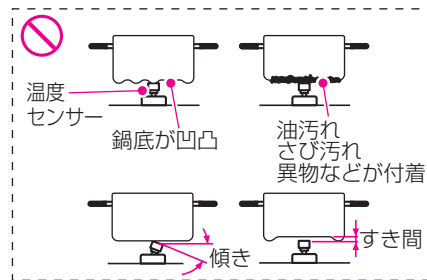 温度
センサー
鍋底が凹凸
油汚れ
さび汚れ
異物などが付着
傾き
すき間